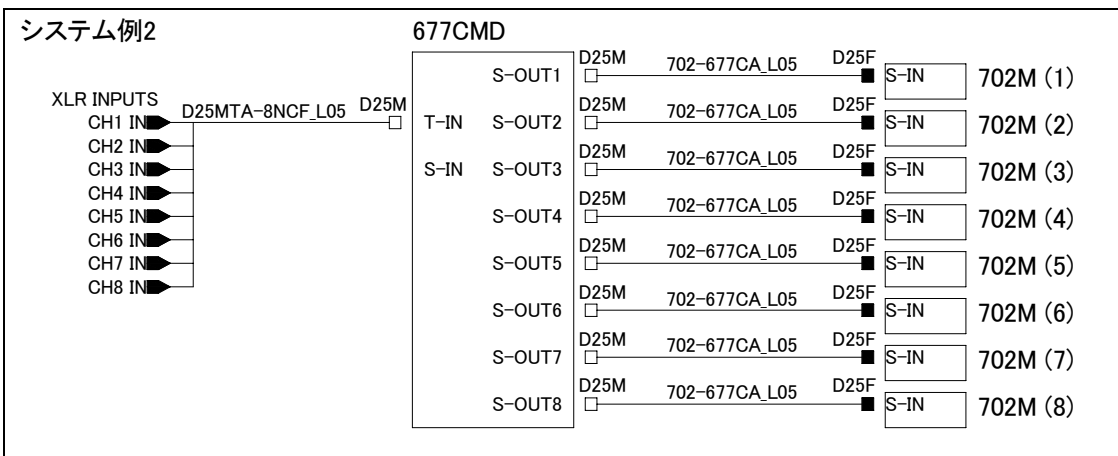 システム例2
677CMD
XLR INPUTS
CH1 IN
CH2 IN
CH3 IN
CH4 IN
CH5 IN
CH6 IN
CH7 IN
CH8 IN
D25MTA-8NCF_L05
D25M
T-IN
S-IN
S-OUT1 D25M 702-677CA_L05 D25F S-IN 702M (1)
S-OUT2 D25M 702-677CA_L05 D25F S-IN 702M (2)
S-OUT3 D25M 702-677CA_L05 D25F S-IN 702M (3)
S-OUT4 D25M 702-677CA_L05 D25F S-IN 702M (4)
S-OUT5 D25M 702-677CA_L05 D25F S-IN 702M (5)
S-OUT6 D25M 702-677CA_L05 D25F S-IN 702M (6)
S-OUT7 D25M 702-677CA_L05 D25F S-IN 702M (7)
S-OUT8 D25M 702-677CA_L05 D25F S-IN 702M (8)